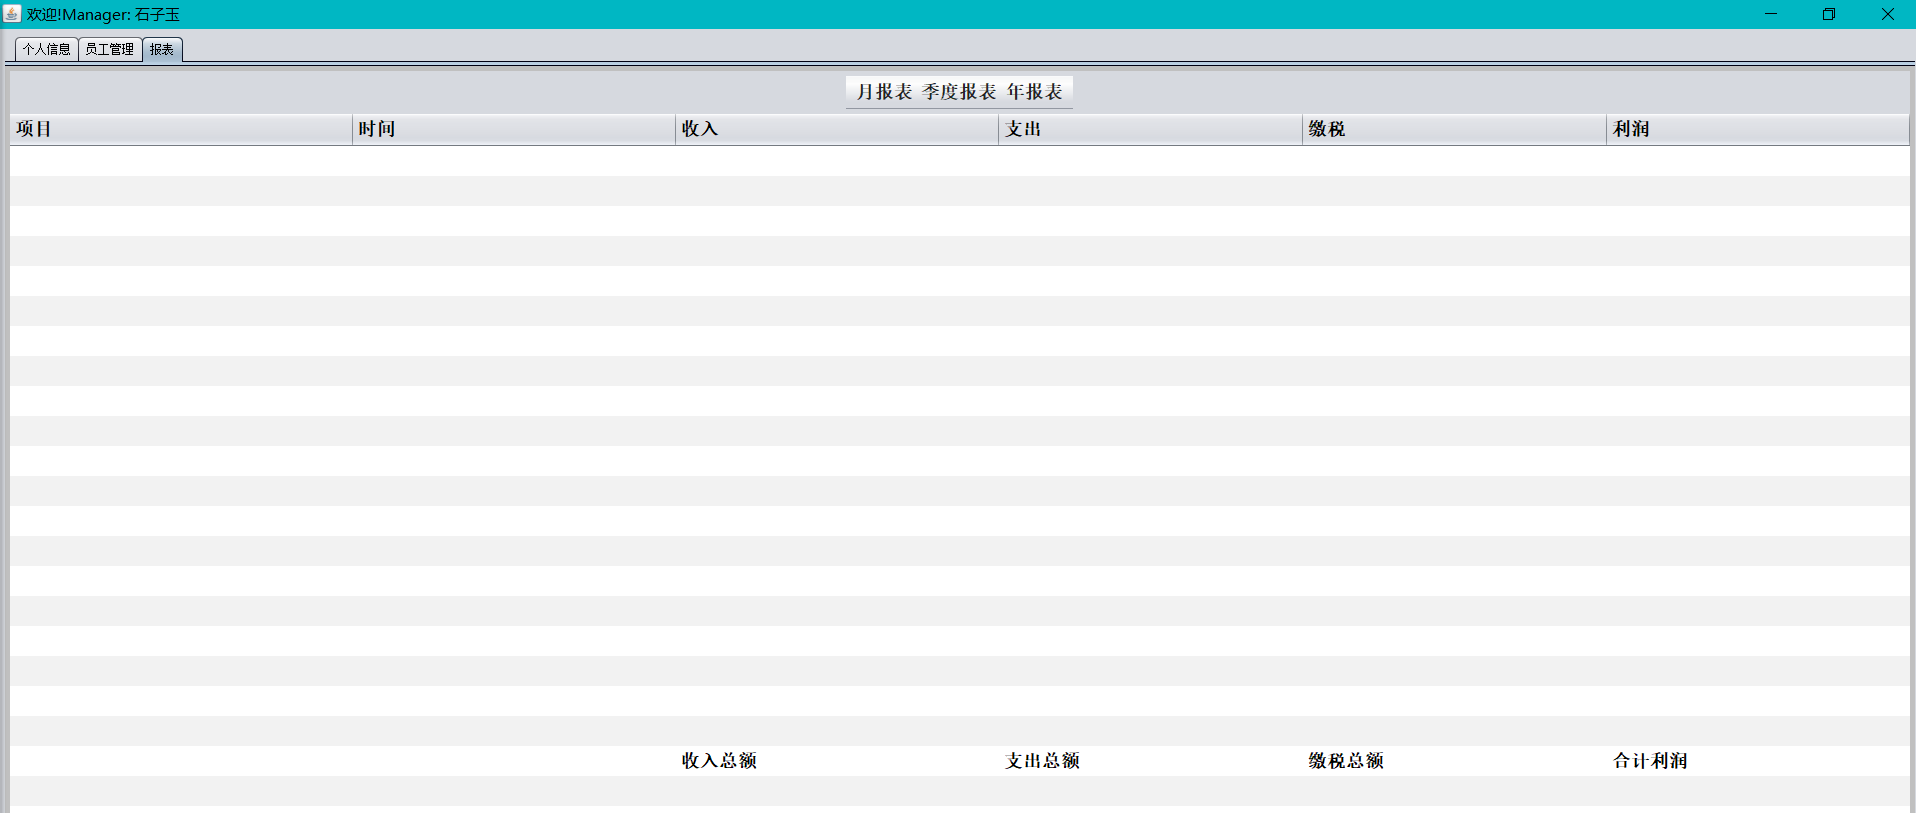 欢迎!Manager: 石子玉
个人信息 员工管理 报表
月报表 季度报表 年报表
项目 时间 收入 支出 缴税 利润
收入总额 支出总额 缴税总额 合计利润